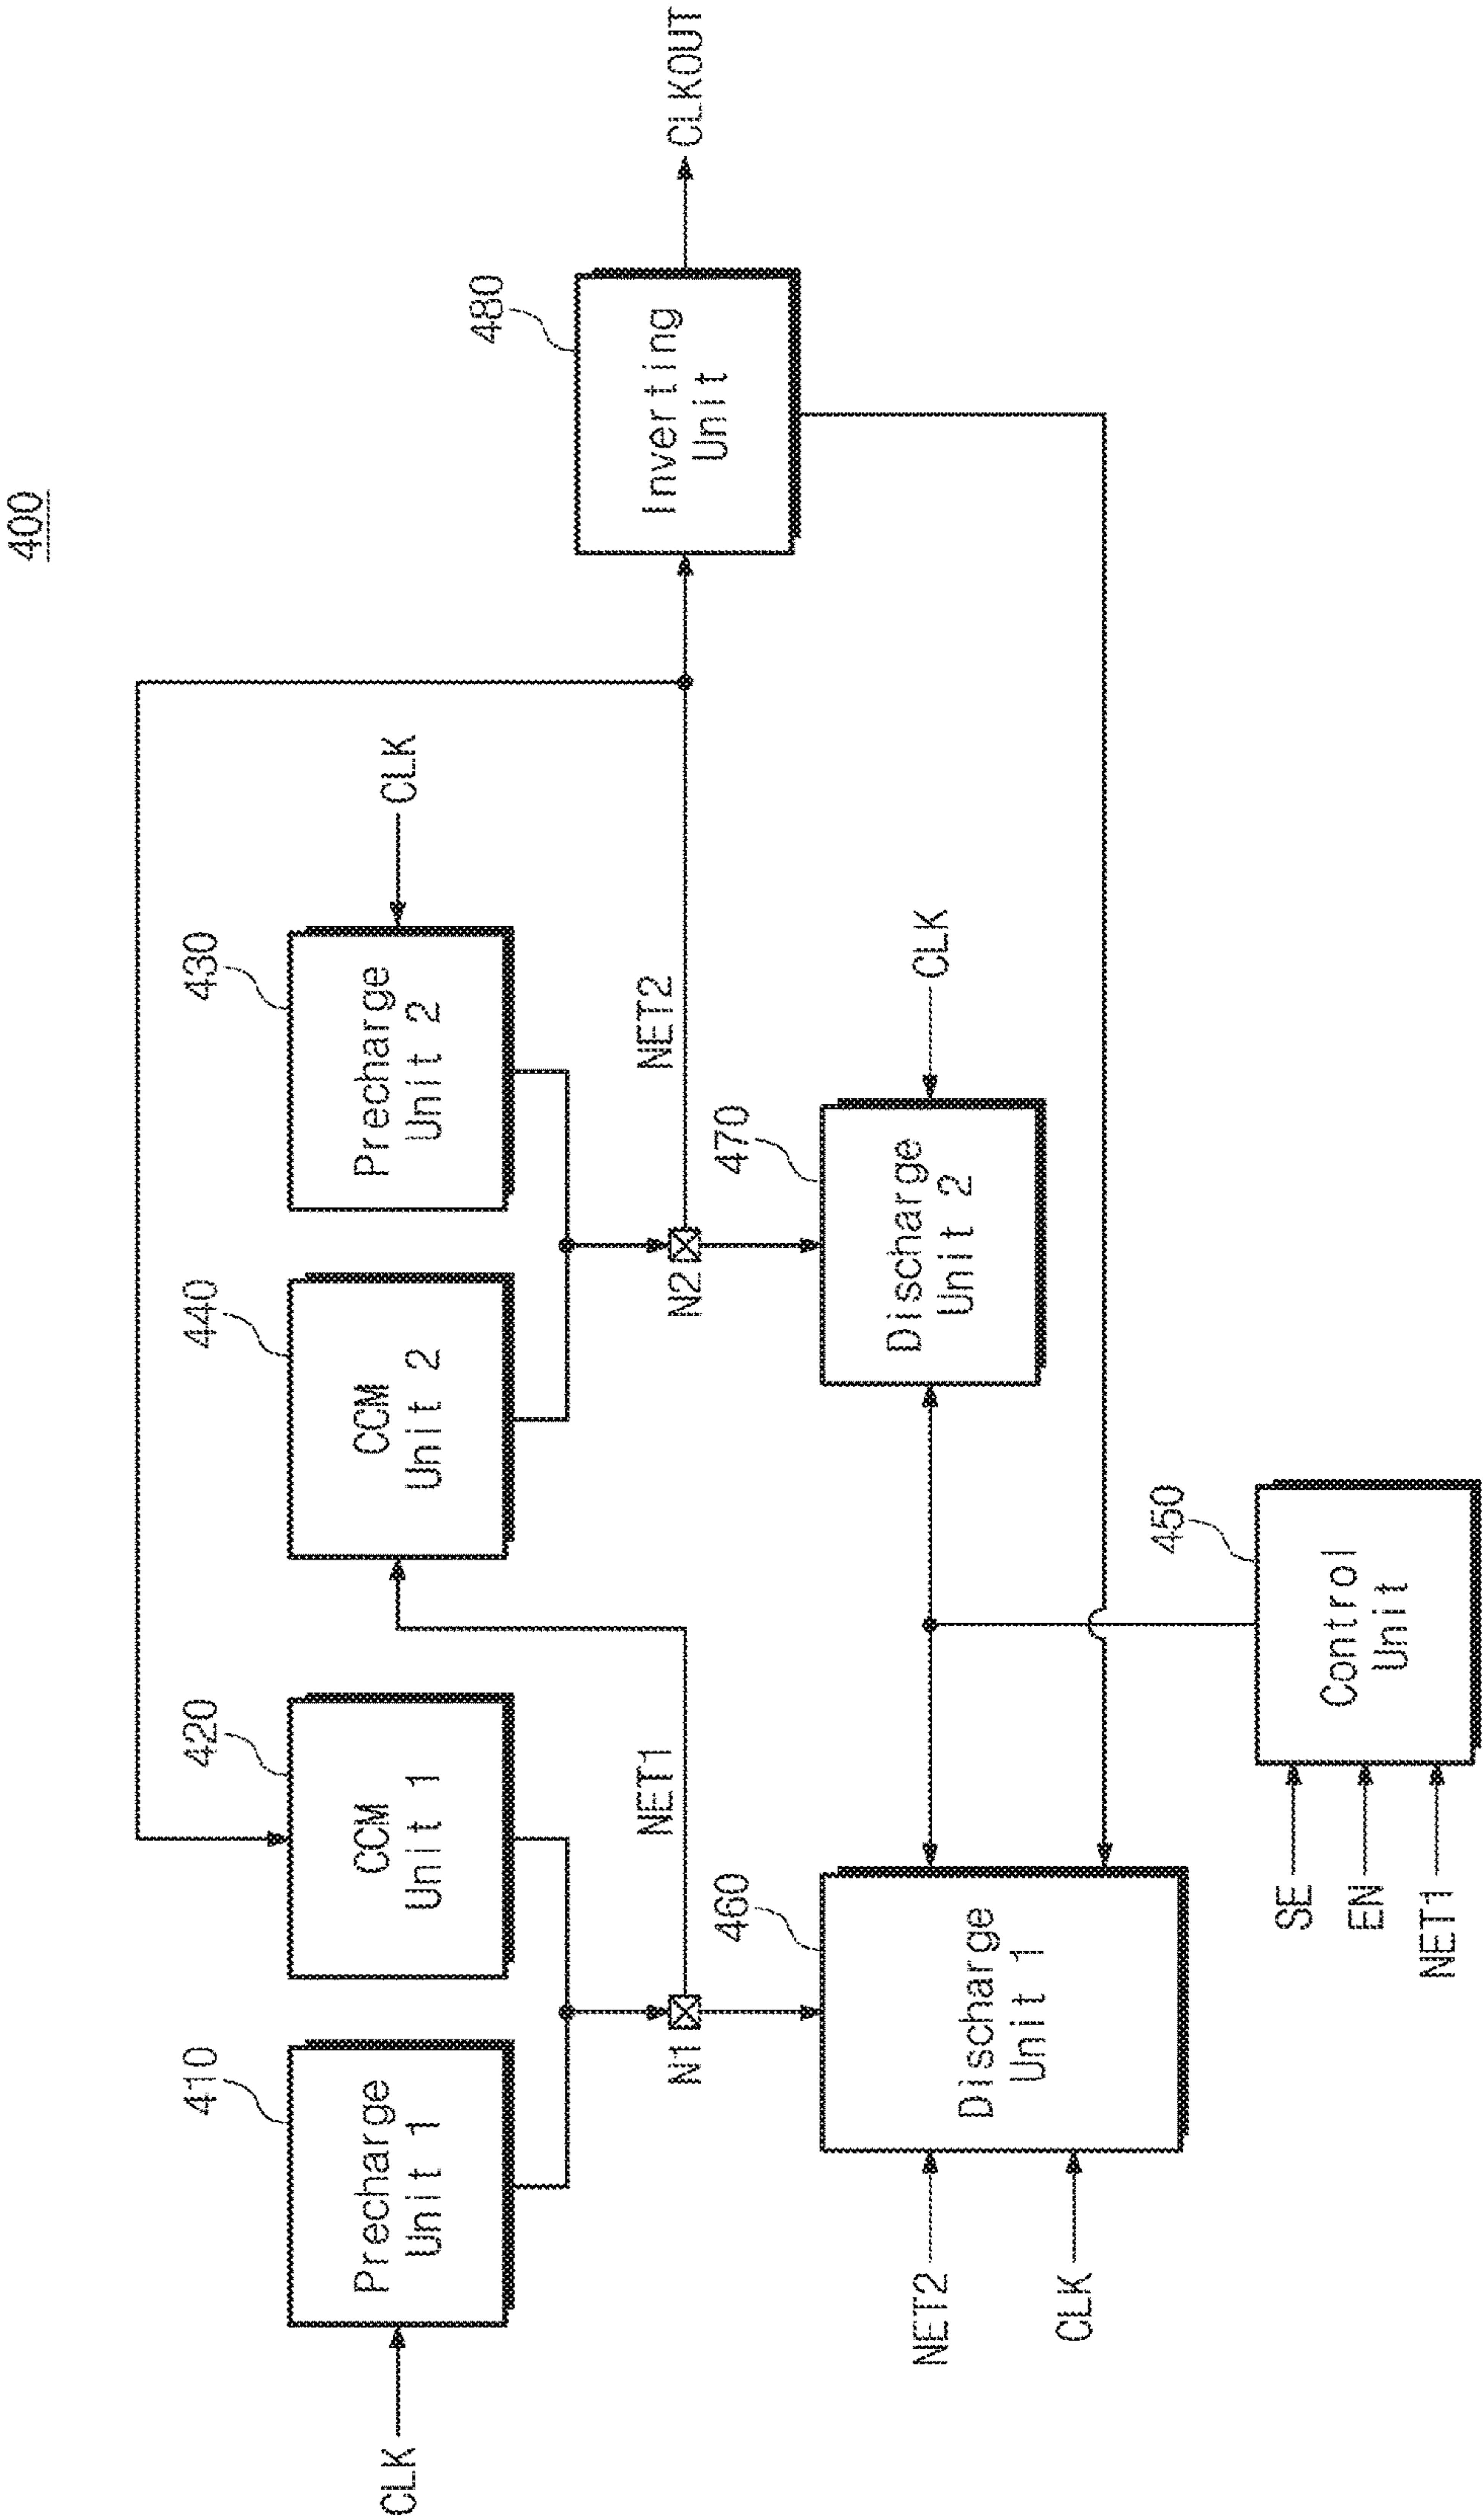 400
410
Precharge
Unit 1
CLK
420
CCM
Unit 1
440
CCM
Unit 2
430
Precharge
Unit 2
CLK
N1
NET1
N2
NET2
480
Inverting
Unit
CLKOUT
460
Discharge
Unit 1
NET2
CLK
470
Discharge
Unit 2
CLK
450
Control
Unit
SE
EN
NET1